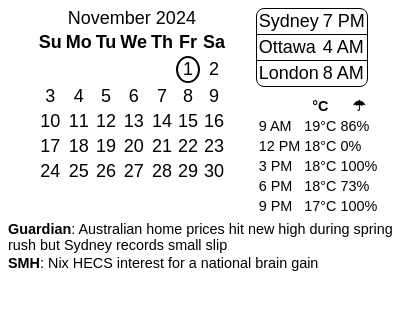 November 2024
Su Mo Tu We Th Fr Sa
1 2
3 4 5 6 7 8 9
10 11 12 13 14 15 16
17 18 19 20 21 22 23
24 25 26 27 28 29 30
Sydney 7 PM
Ottawa 4 AM
London 8 AM
°C ☂
9 AM 19°C 86%
12 PM 18°C 0%
3 PM 18°C 100%
6 PM 18°C 73%
9 PM 17°C 100%
Guardian: Australian home prices hit new high during spring
rush but Sydney records small slip
SMH: Nix HECS interest for a national brain gain